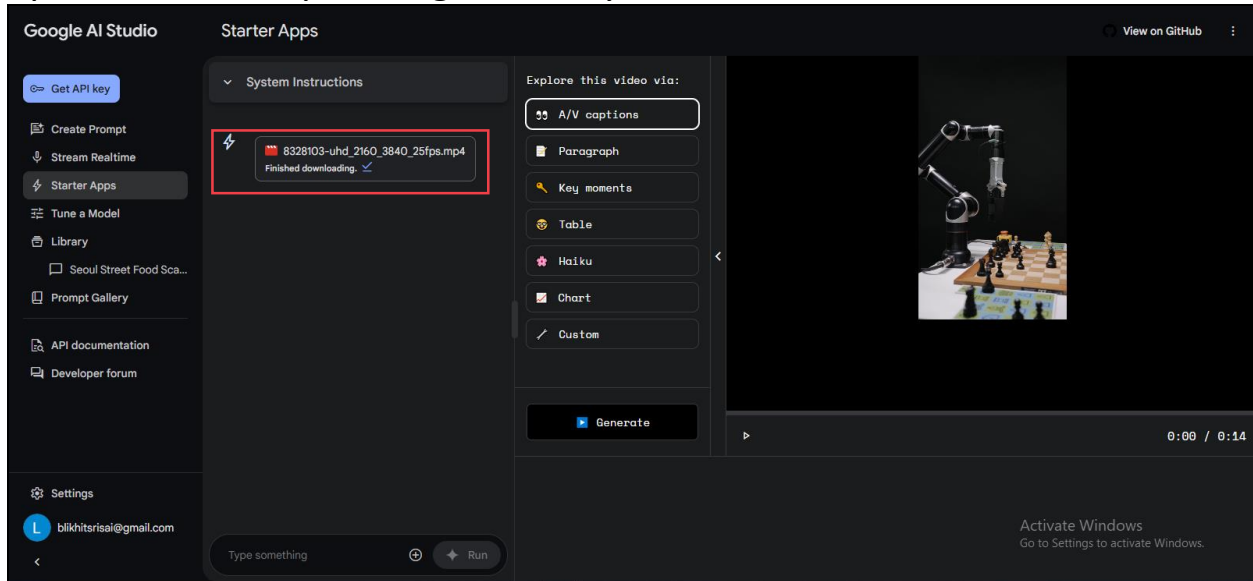 Google AI Studio
Starter Apps
View on GitHub
Get API key
Create Prompt
Stream Realtime
Starter Apps
Tune a Model
Library
Seoul Street Food Sca...
Prompt Gallery
API documentation
Developer forum
Settings
L
blikhitsrisai@gmail.com
System Instructions
8328103-uhd_2160_3840_25fps.mp4
Finished downloading.
Type something
Run
Explore this video via:
A/V captions
Paragraph
Key moments
Table
Haiku
Chart
Custom
Generate
0:00 / 0:14
Activate Windows
Go to Settings to activate Windows.